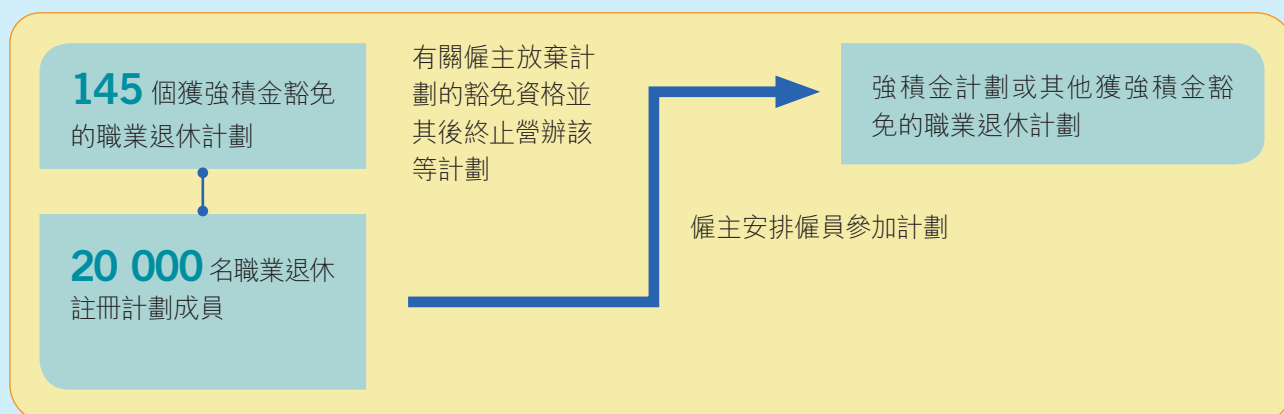 145 個獲強積金豁免
的職業退休計劃
20 000 名職業退休
註冊計劃成員
有關僱主放棄計
劃的豁免資格並
其後終止營辦該
等計劃
僱主安排僱員參加計劃
強積金計劃或其他獲強積金豁
免的職業退休計劃